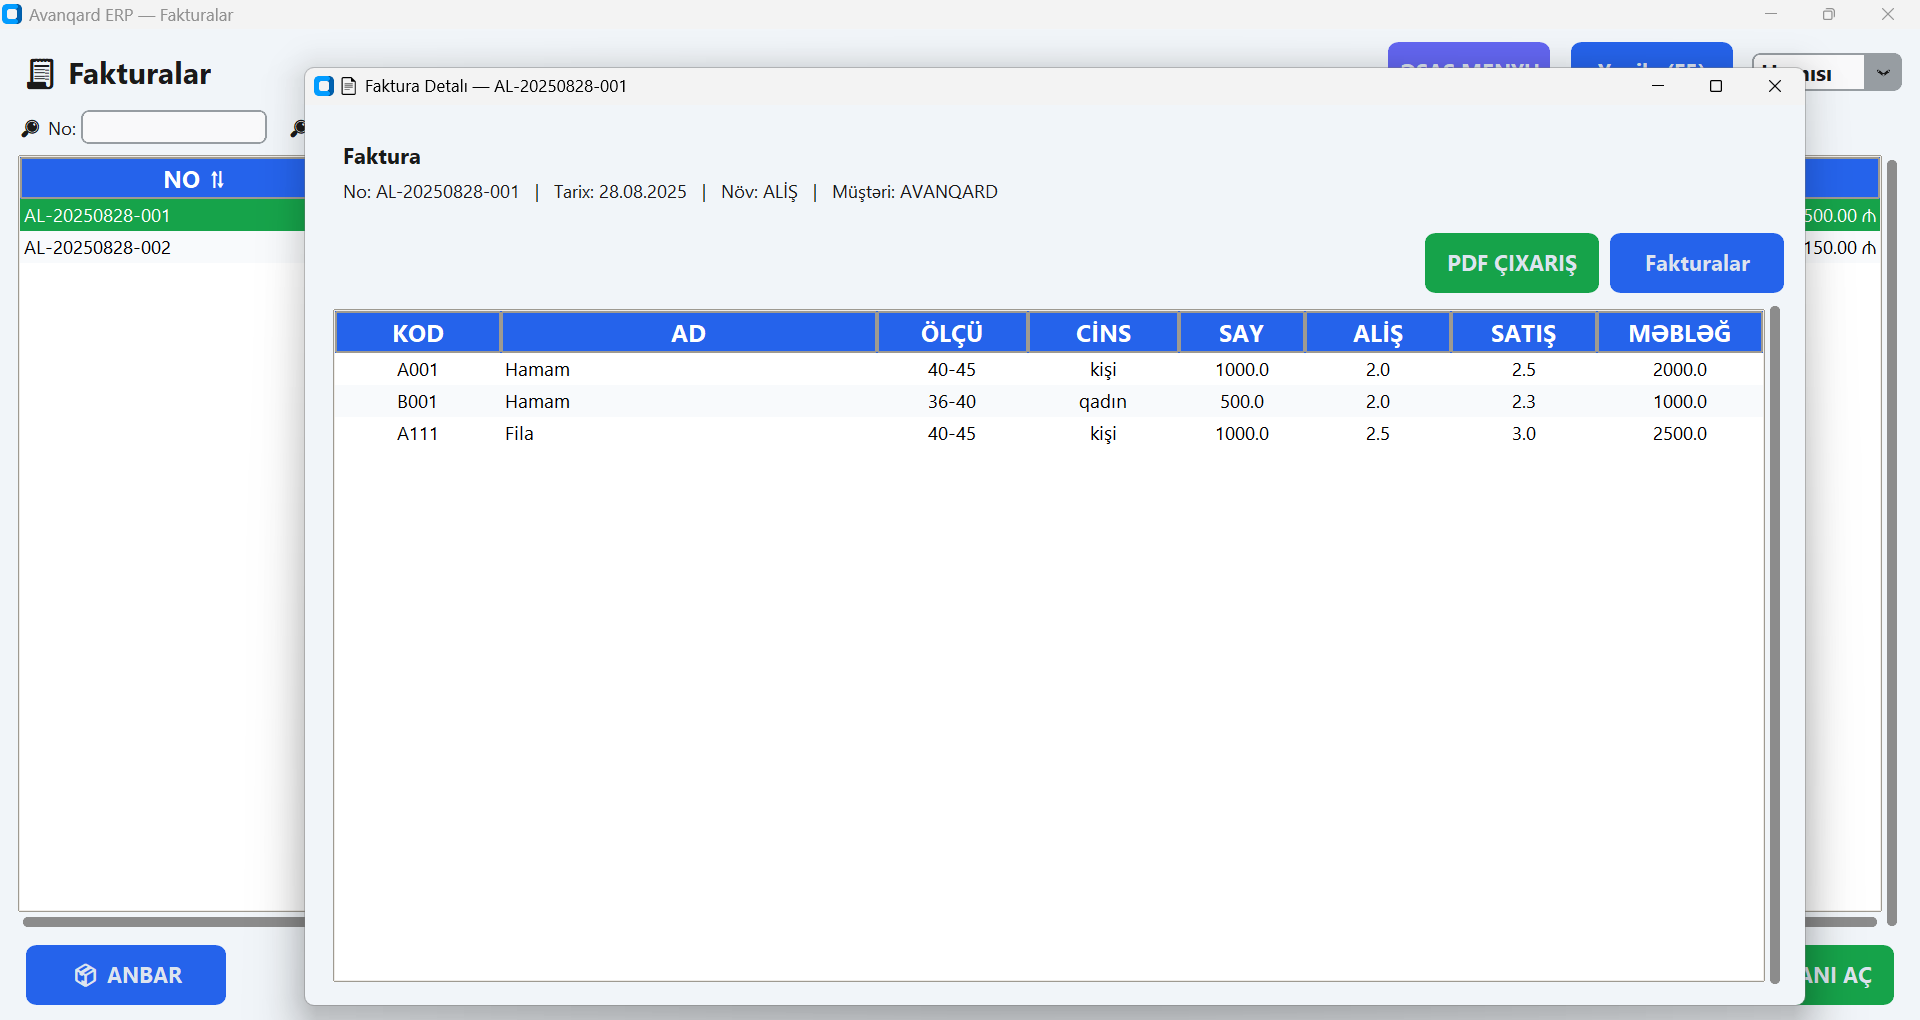 Avanqard ERP — Fakturalar
Fakturalar
Faktura Detalı — AL-20250828-001
No:
Faktura
No: AL-20250828-001 | Tarix: 28.08.2025 | Növ: ALİŞ | Müştəri: AVANQARD
NO ⇅
AL-20250828-001
500.00 ₼
AL-20250828-002
150.00 ₼
PDF ÇIXARIŞ Fakturalar
KOD AD ÖLÇÜ CİNS SAY ALİŞ SATIŞ MƏBLƏĞ
A001 Hamam 40-45 kişi 1000.0 2.0 2.5 2000.0
B001 Hamam 36-40 qadın 500.0 2.0 2.3 1000.0
A111 Fila 40-45 kişi 1000.0 2.5 3.0 2500.0
ANBAR
AÇ